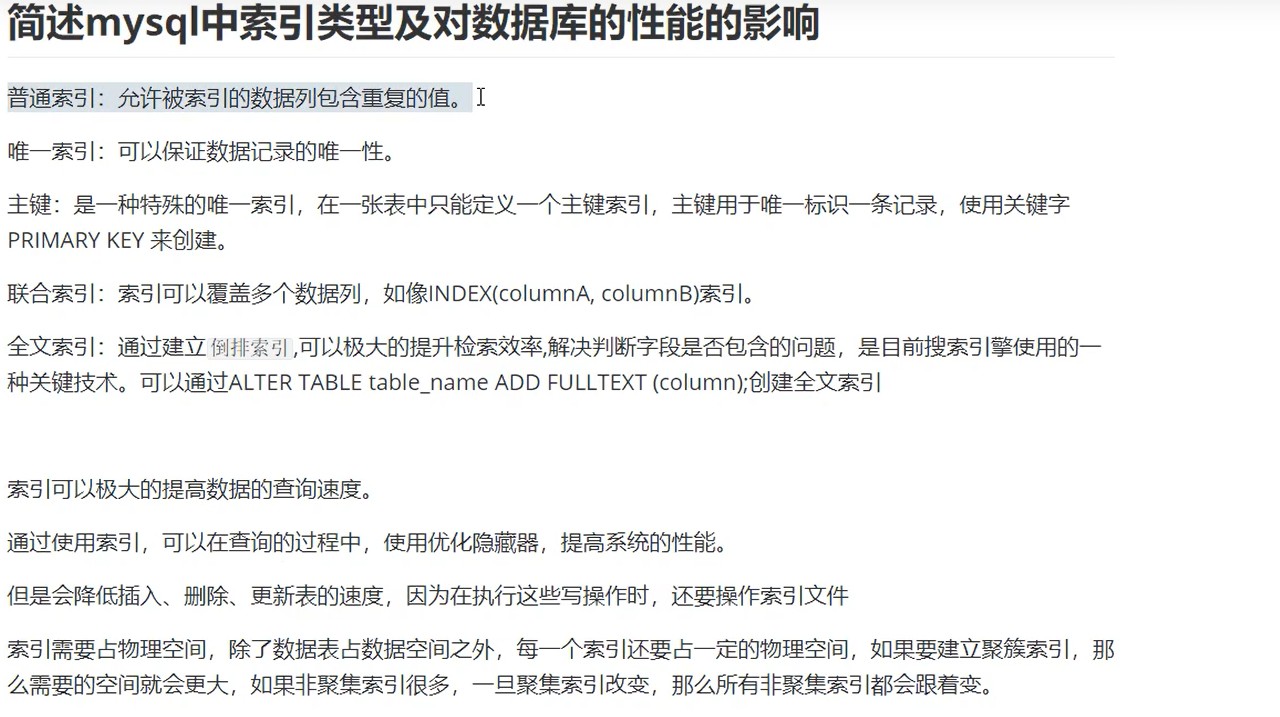 简述mysql中索引类型及对数据库的性能的影响
普通索引：允许被索引的数据列包含重复的值。
唯一索引：可以保证数据记录的唯一性。
主键：是一种特殊的唯一索引，在一张表中只能定义一个主键索引，主键用于唯一标识一条记录，使用关键字
PRIMARY KEY 来创建。
联合索引：索引可以覆盖多个数据列，如像INDEX(columnA, columnB)索引。
全文索引：通过建立倒排索引,可以极大的提升检索效率,解决判断字段是否包含的问题，是目前搜索引擎使用的一
种关键技术。可以通过ALTER TABLE table_name ADD FULLTEXT (column);创建全文索引
索引可以极大的提高数据的查询速度。
通过使用索引，可以在查询的过程中，使用优化隐藏器，提高系统的性能。
但是会降低插入、删除、更新表的速度，因为在执行这些写操作时，还要操作索引文件
索引需要占物理空间，除了数据表占数据空间之外，每一个索引还要占一定的物理空间，如果要建立聚簇索引，那
么需要的空间就会更大，如果非聚集索引很多，一旦聚集索引改变，那么所有非聚集索引都会跟着变。